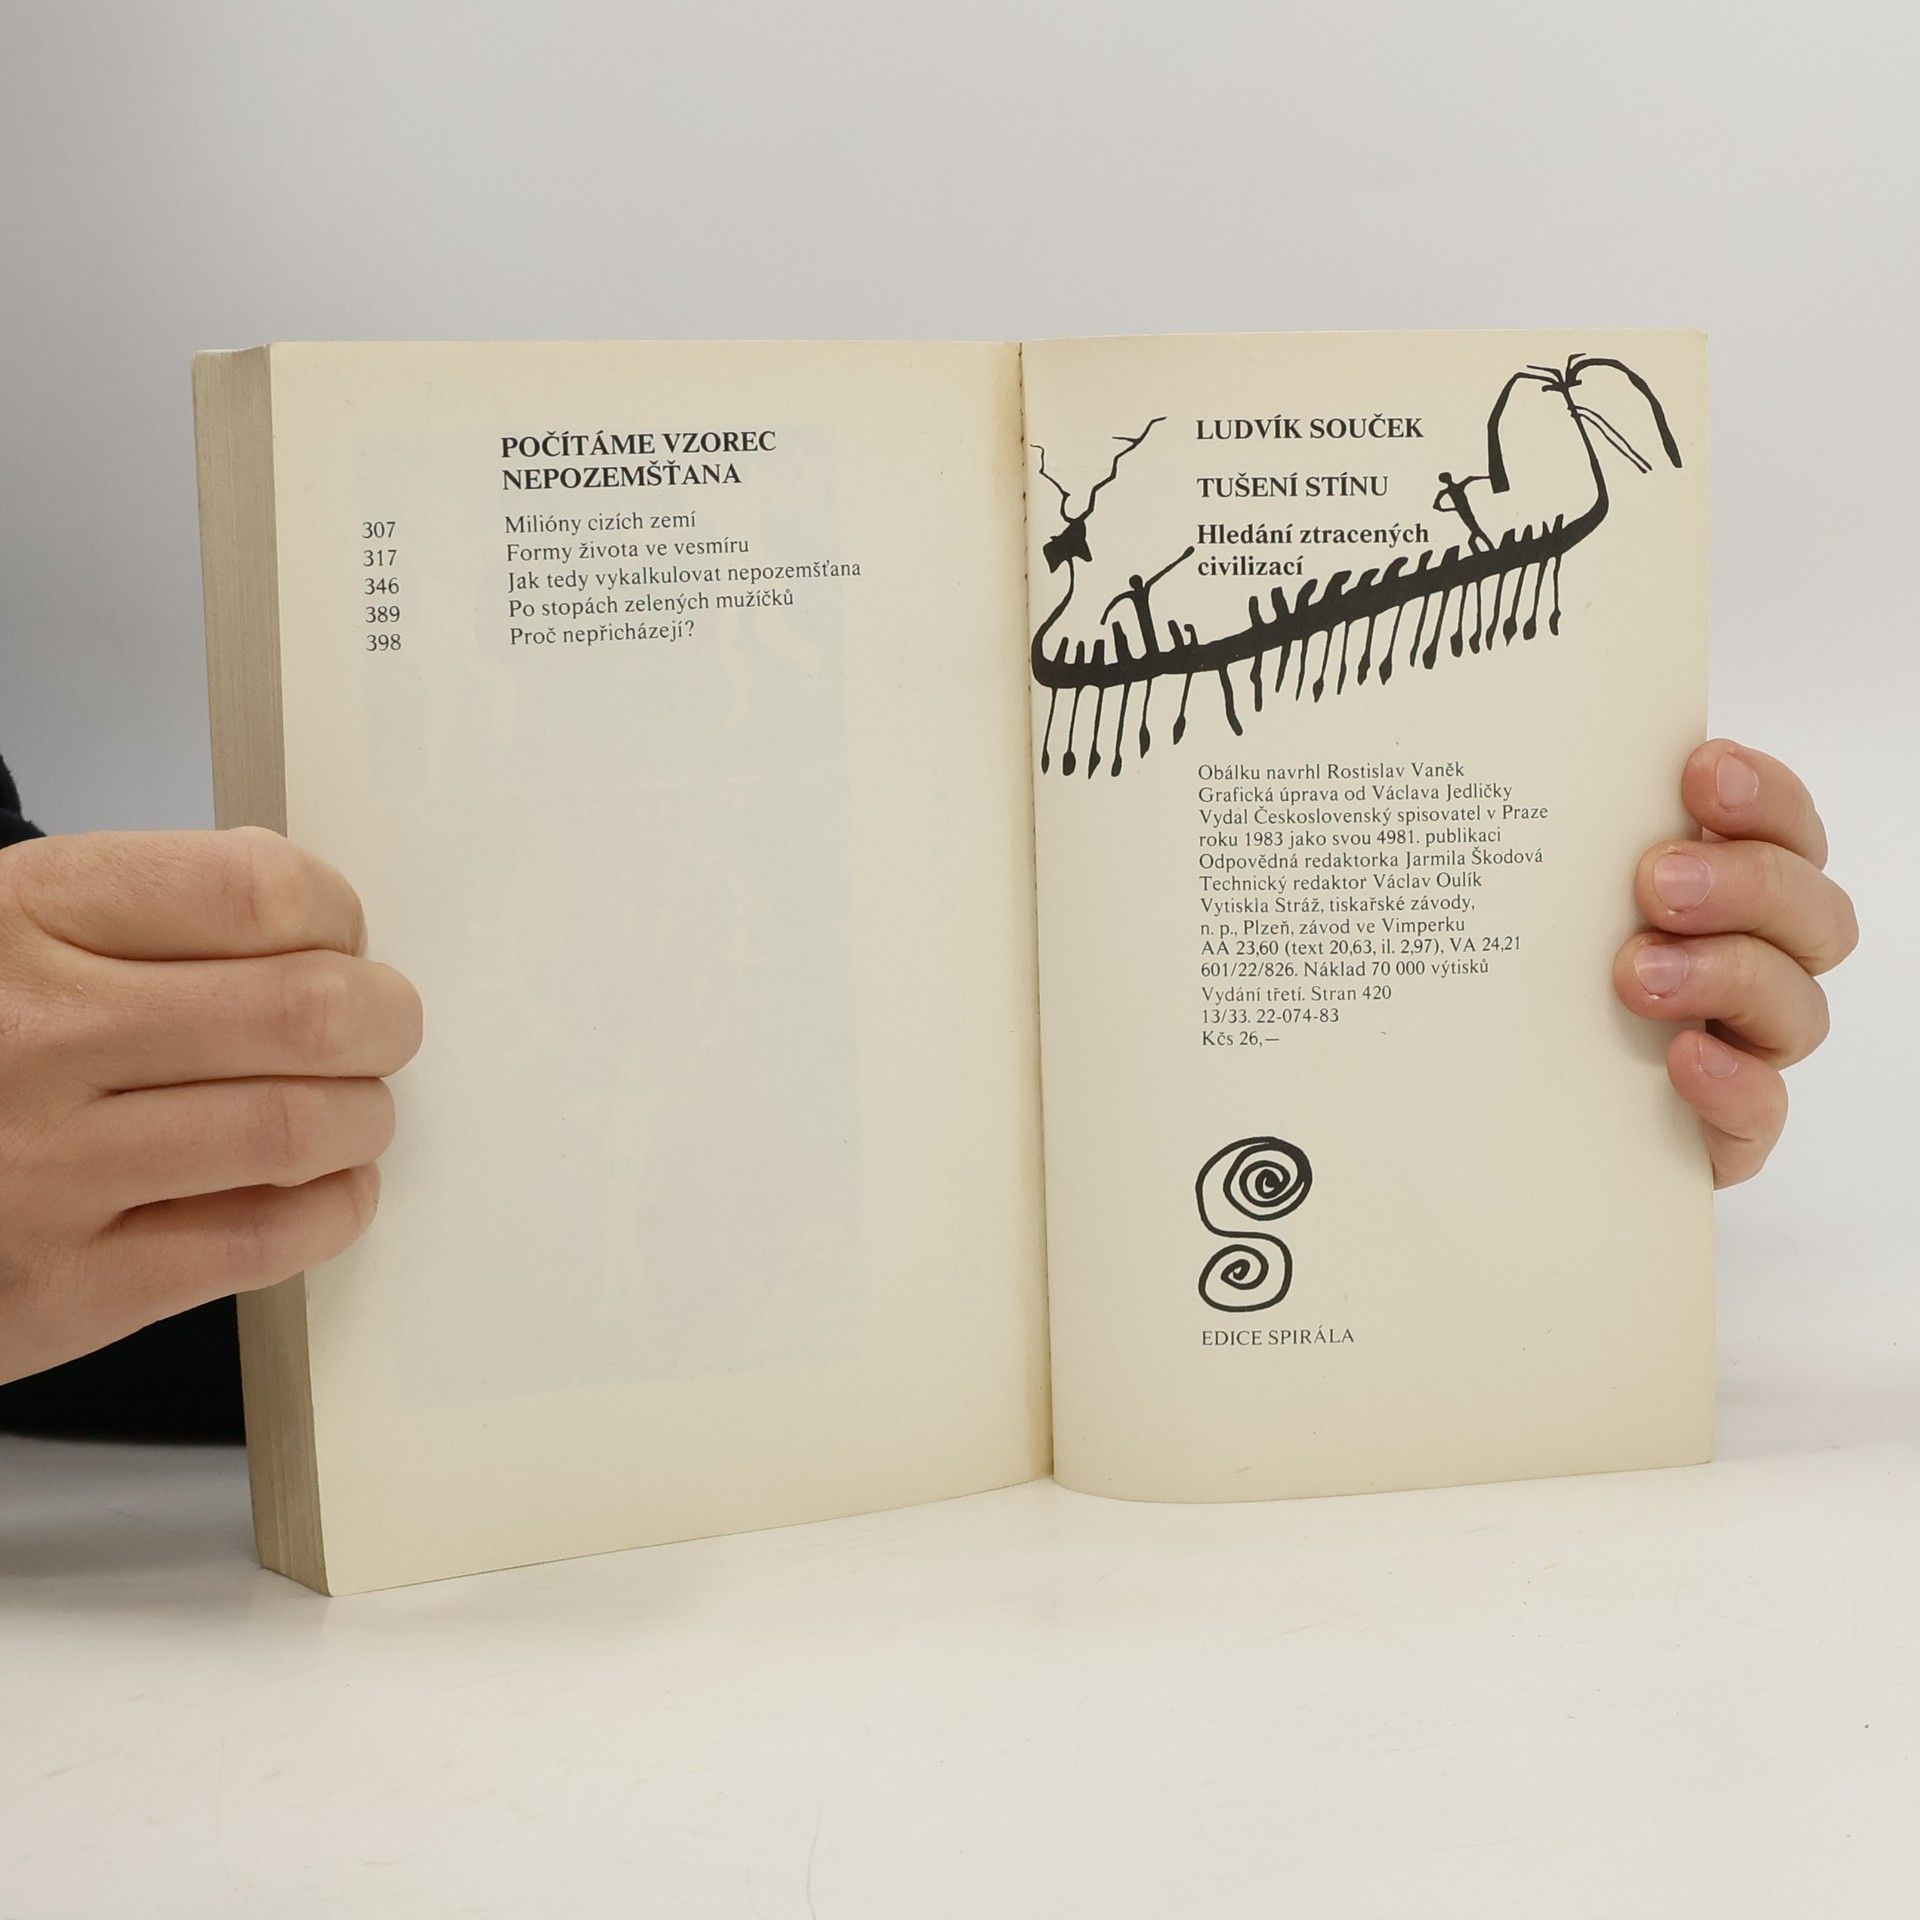 POČÍTÁME VZOREC
NEPOZEMŠŤANA
307 Milióny cizích zemí
317 Formy života ve vesmíru
346 Jak tedy vykalkulovat nepozemšťana
389 Po stopách zelených mužíčků
398 Proč nepřicházejí?
LUDVÍK SOUČEK
TUŠENÍ STÍNU
Hledání ztracených
civilizací
Obálku navrhl Rostislav Vaněk
Grafická úprava od Václava Jedličky
Vydal Československý spisovatel v Praze
roku 1983 jako svou 4981. publikaci
Odpovědná redaktorka Jarmila Škodová
Technický redaktor Václav Oulík
Vytiskla Stráž, tiskařské závody,
n. p., Plzeň, závod ve Vimperku
AA 23,60 (text 20,63, il. 2,97), VA 24,21
601/22/826. Náklad 70 000 výtisků
Vydání třetí. Stran 420
13/33. 22-074-83
Kčs 26,—
EDICE SPIRÁLA